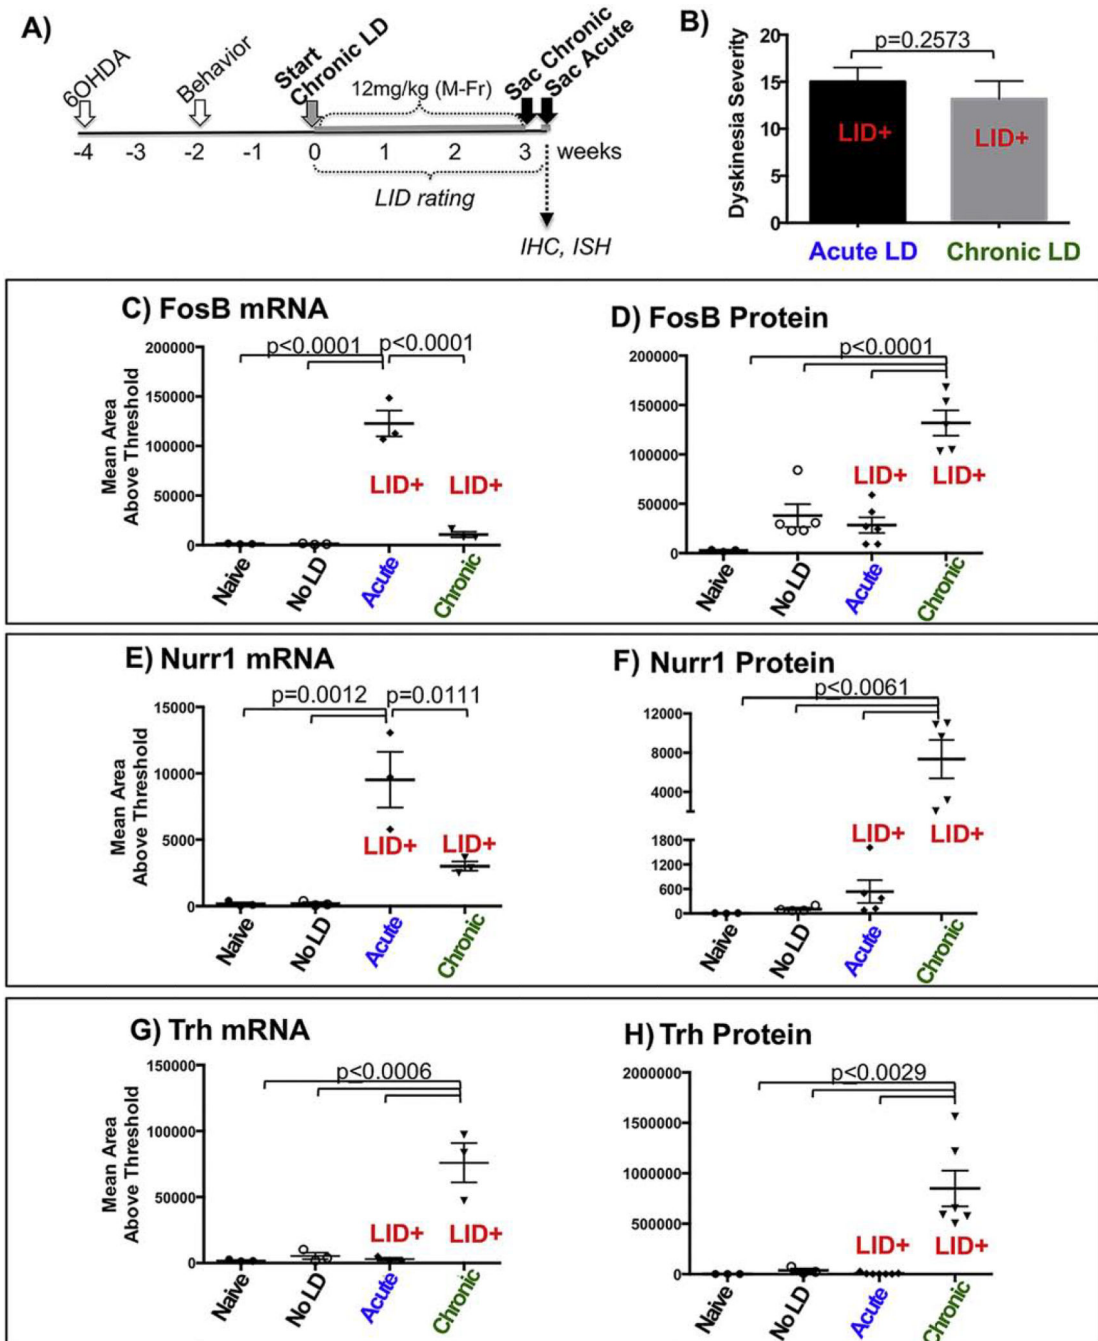 A)
6OHDA
Behavior
Start
Chronic LD
12mg/kg (M-Fr)
Sac Chronic
Sac Acute
-4 -3 -2 -1 0 1 2 3 weeks
LID rating
IHC, ISH
B)
p=0.2573
Dyskinesia Severity
20
15
10
5
0
LID+ LID+
Acute LD Chronic LD
C) FosB mRNA
p<0.0001 p<0.0001
Mean Area
Above Threshold
200000
150000
100000
50000
0
LID+ LID+
Naive No LD Acute Chronic
D) FosB Protein
p<0.0001
200000
150000
100000
50000
0
LID+ LID+
Naive No LD Acute Chronic
E) Nurr1 mRNA
p=0.0012 p=0.0111
Mean Area
Above Threshold
15000
10000
5000
0
LID+ LID+
Naive No LD Acute Chronic
F) Nurr1 Protein
p<0.0061
12000
8000
4000
1800
1200
600
0
LID+ LID+
Naive No LD Acute Chronic
G) Trh mRNA
p<0.0006
Mean Area
Above Threshold
150000
100000
50000
0
LID+ LID+
Naive No LD Acute Chronic
H) Trh Protein
p<0.0029
2000000
1500000
1000000
500000
0
LID+ LID+
Naive No LD Acute Chronic